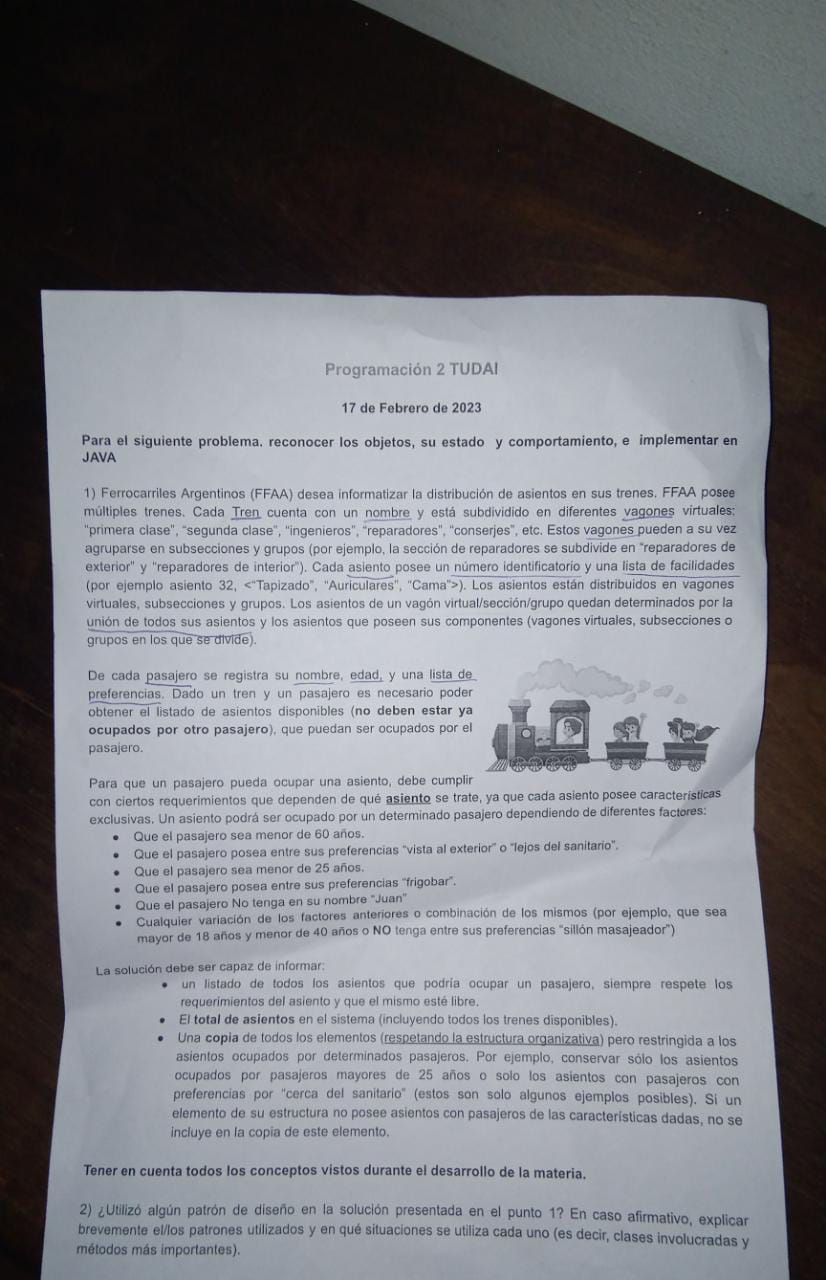 Programación 2 TUDAI
17 de Febrero de 2023
Para el siguiente problema. reconocer los objetos, su estado y comportamiento, e implementar en
JAVA
1) Ferrocarriles Argentinos (FFAA) desea informatizar la distribución de asientos en sus trenes. FFAA posee
múltiples trenes. Cada Tren cuenta con un nombre y está subdividido en diferentes vagones virtuales:
“primera clase”, “segunda clase”, “ingenieros”, “reparadores”, “conserjes”, etc. Estos vagones pueden a su vez
agruparse en subsecciones y grupos (por ejemplo, la sección de reparadores se subdivide en “reparadores de
exterior” y “reparadores de interior”). Cada asiento posee un número identificatorio y una lista de facilidades
(por ejemplo asiento 32, <“Tapizado”, “Auriculares”, “Cama”>). Los asientos están distribuidos en vagones
virtuales, subsecciones y grupos. Los asientos de un vagón virtual/sección/grupo quedan determinados por la
unión de todos sus asientos y los asientos que poseen sus componentes (vagones virtuales, subsecciones o
grupos en los que se divide).
De cada pasajero se registra su nombre, edad, y una lista de
preferencias. Dado un tren y un pasajero es necesario poder
obtener el listado de asientos disponibles (no deben estar ya
ocupados por otro pasajero), que puedan ser ocupados por el
pasajero.
Para que un pasajero pueda ocupar una asiento, debe cumplir
con ciertos requerimientos que dependen de qué asiento se trate, ya que cada asiento posee características
exclusivas. Un asiento podrá ser ocupado por un determinado pasajero dependiendo de diferentes factores:
• Que el pasajero sea menor de 60 años.
• Que el pasajero posea entre sus preferencias “vista al exterior” o “lejos del sanitario”.
• Que el pasajero sea menor de 25 años.
• Que el pasajero posea entre sus preferencias “frigobar”.
• Que el pasajero No tenga en su nombre “Juan”
• Cualquier variación de los factores anteriores o combinación de los mismos (por ejemplo, que sea
mayor de 18 años y menor de 40 años o NO tenga entre sus preferencias “sillón masajeador”)
La solución debe ser capaz de informar:
• un listado de todos los asientos que podría ocupar un pasajero, siempre respete los
requerimientos del asiento y que el mismo esté libre.
• El total de asientos en el sistema (incluyendo todos los trenes disponibles).
• Una copia de todos los elementos (respetando la estructura organizativa) pero restringida a los
asientos ocupados por determinados pasajeros. Por ejemplo, conservar sólo los asientos
ocupados por pasajeros mayores de 25 años o solo los asientos con pasajeros con
preferencias por “cerca del sanitario” (estos son solo algunos ejemplos posibles). Si un
elemento de su estructura no posee asientos con pasajeros de las características dadas, no se
incluye en la copia de este elemento.
Tener en cuenta todos los conceptos vistos durante el desarrollo de la materia.
2) ¿Utilizó algún patrón de diseño en la solución presentada en el punto 1? En caso afirmativo, explicar
brevemente el/los patrones utilizados y en qué situaciones se utiliza cada uno (es decir, clases involucradas y
métodos más importantes).